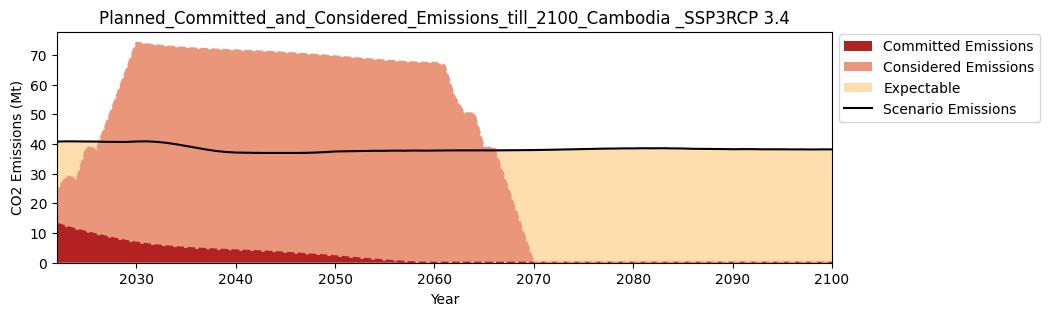 Planned_Committed_and_Considered_Emissions_till_2100_Cambodia _SSP3RCP 3.4
Committed Emissions
Considered Emissions
Expectable
Scenario Emissions
CO2 Emissions (Mt)
70
60
50
40
30
20
10
0
2030 2040 2050 2060 2070 2080 2090 2100
Year